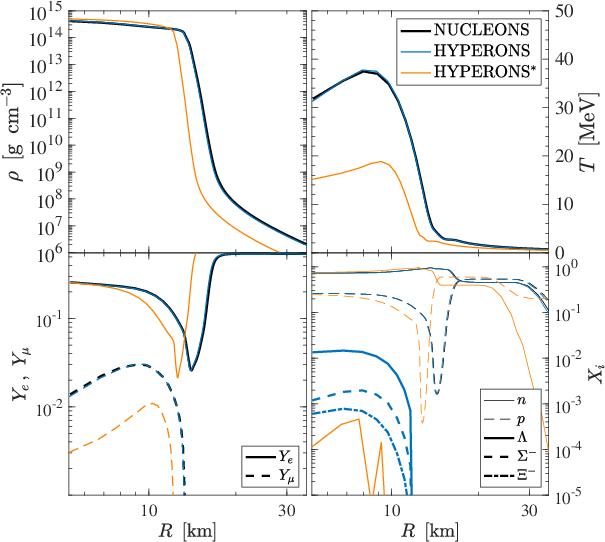 10^15
10^14
10^13
10^12
10^11
10^10
10^9
10^8
10^7
10^6
ρ [g cm^−3]
NUCLEONS
HYPERONS
HYPERONS*
50
40
30
20
10
0
T [MeV]
10^-1
10^-2
Y_e, Y_μ
Y_e
Y_μ
10
30
R [km]
n
p
Λ
Σ^−
Ξ^−
10^0
10^-1
10^-2
10^-3
10^-4
10^-5
X_i
10
30
R [km]